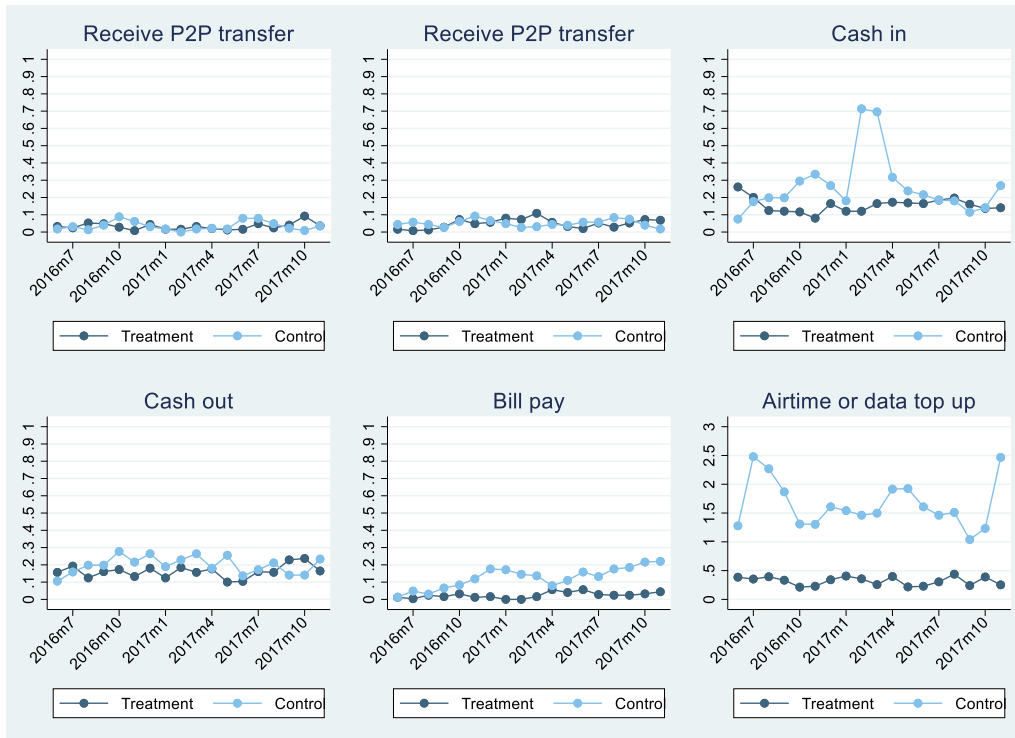 Receive P2P transfer
0 .1 .2 .3 .4 .5 .6 .7 .8 .9 1
2016m7 2016m10 2017m1 2017m4 2017m7 2017m10
Treatment Control
Receive P2P transfer
0 .1 .2 .3 .4 .5 .6 .7 .8 .9 1
2016m7 2016m10 2017m1 2017m4 2017m7 2017m10
Treatment Control
Cash in
0 .1 .2 .3 .4 .5 .6 .7 .8 .9 1
2016m7 2016m10 2017m1 2017m4 2017m7 2017m10
Treatment Control
Cash out
0 .1 .2 .3 .4 .5 .6 .7 .8 .9 1
2016m7 2016m10 2017m1 2017m4 2017m7 2017m10
Treatment Control
Bill pay
0 .1 .2 .3 .4 .5 .6 .7 .8 .9 1
2016m7 2016m10 2017m1 2017m4 2017m7 2017m10
Treatment Control
Airtime or data top up
0 .5 1 1.5 2 2.5 3
2016m7 2016m10 2017m1 2017m4 2017m7 2017m10
Treatment Control